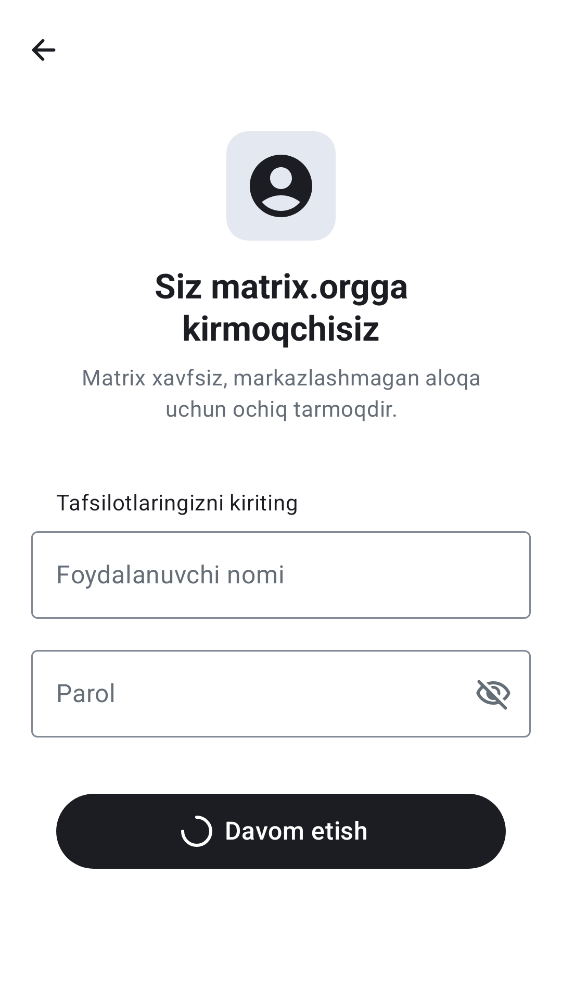 Siz matrix.orgga
kirmoqchisiz
Matrix xavfsiz, markazlashmagan aloqa
uchun ochiq tarmoqdir.
Tafsilotlaringizni kiriting
Foydalanuvchi nomi
Parol
Davom etish